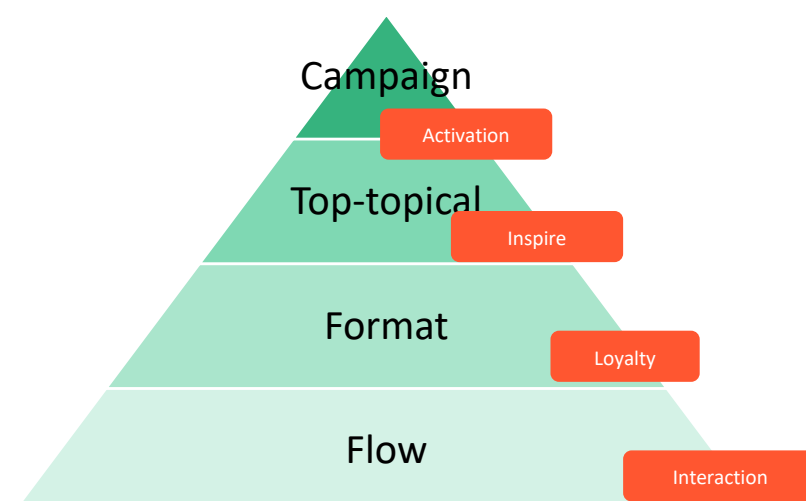 Campaign
Activation
Top-topical
Inspire
Format
Loyalty
Flow
Interaction